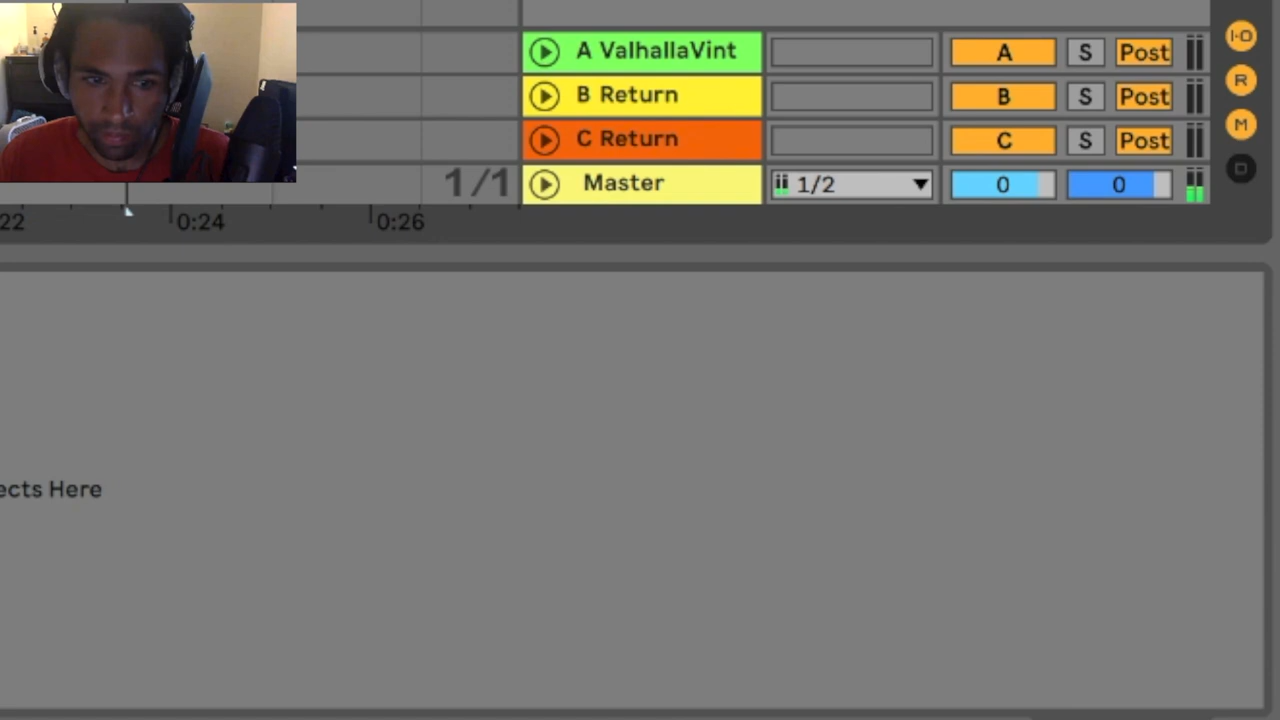 A ValhallaVint A S Post I-O
B Return B S Post R
C Return C S Post M
1/1 Master 1/2 0 0 D
22 0:24 0:26
ects Here